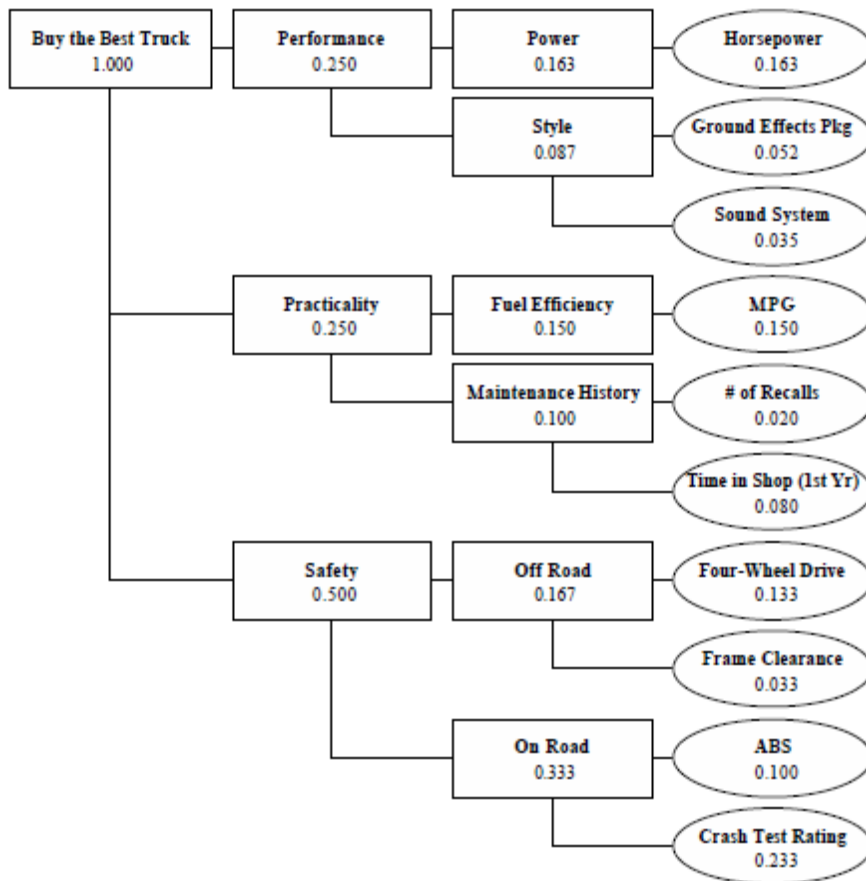 Buy the Best Truck
1.000
Performance
0.250
Power
0.163
Horsepower
0.163
Style
0.087
Ground Effects Pkg
0.052
Sound System
0.035
Practicality
0.250
Fuel Efficiency
0.150
MPG
0.150
Maintenance History
0.100
# of Recalls
0.020
Time in Shop (1st Yr)
0.080
Safety
0.500
Off Road
0.167
Four-Wheel Drive
0.133
Frame Clearance
0.033
On Road
0.333
ABS
0.100
Crash Test Rating
0.233